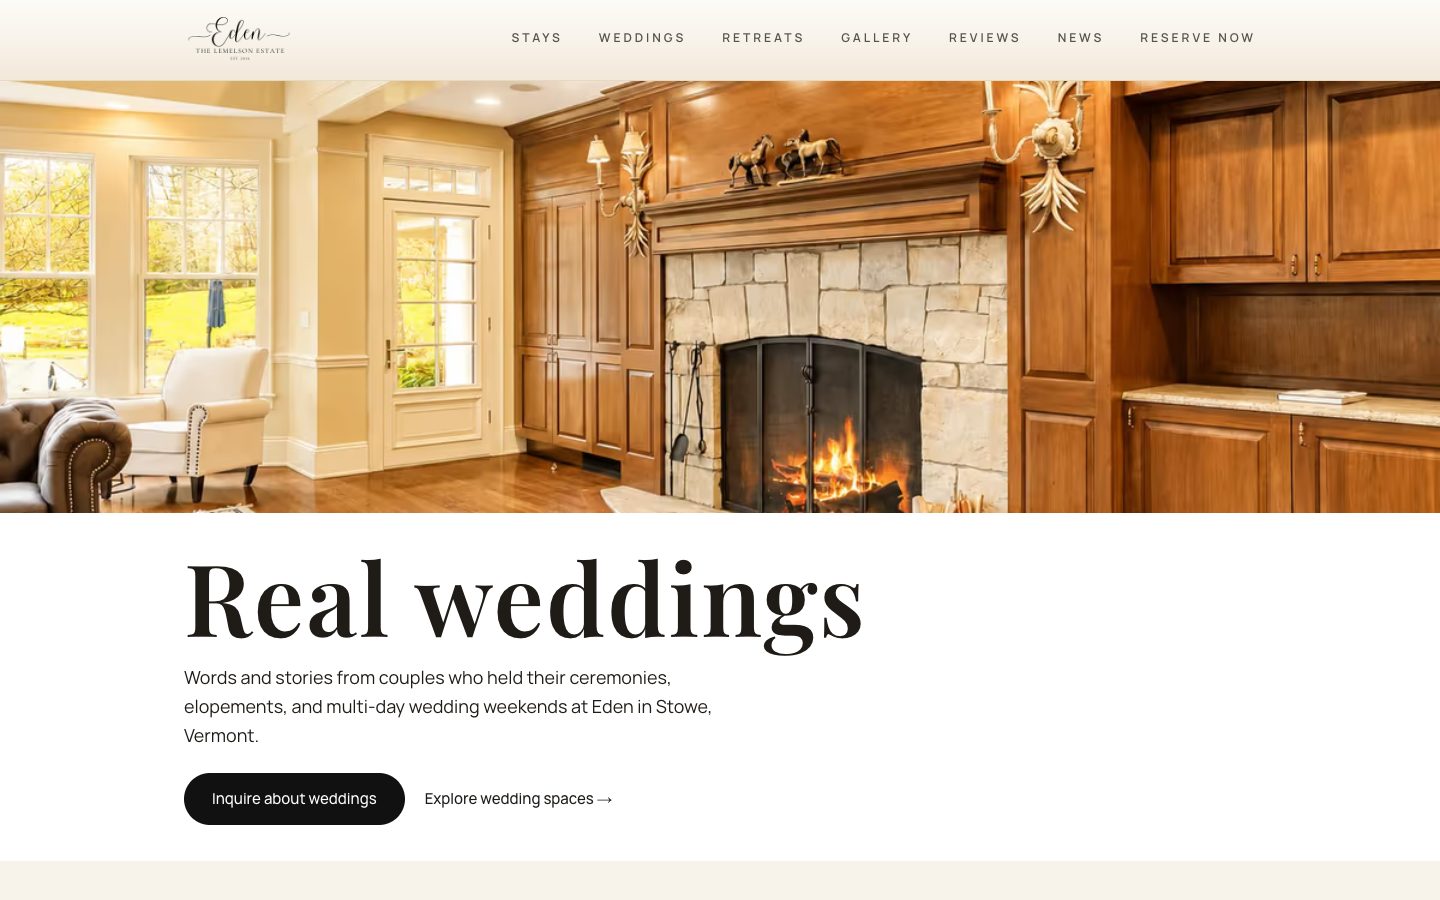 Eden
THE LEMELSON ESTATE
STAYS
WEDDINGS
RETREATS
GALLERY
REVIEWS
NEWS
RESERVE NOW
Real weddings
Words and stories from couples who held their ceremonies,
elopements, and multi-day wedding weekends at Eden in Stowe,
Vermont.
Inquire about weddings
Explore wedding spaces →